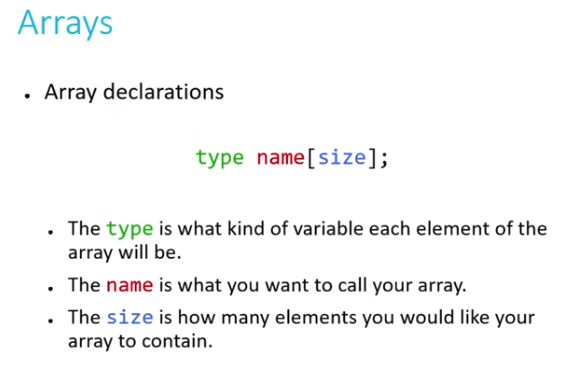 Arrays
• Array declarations
type name[size];
• The type is what kind of variable each element of the
array will be.
• The name is what you want to call your array.
• The size is how many elements you would like your
array to contain.